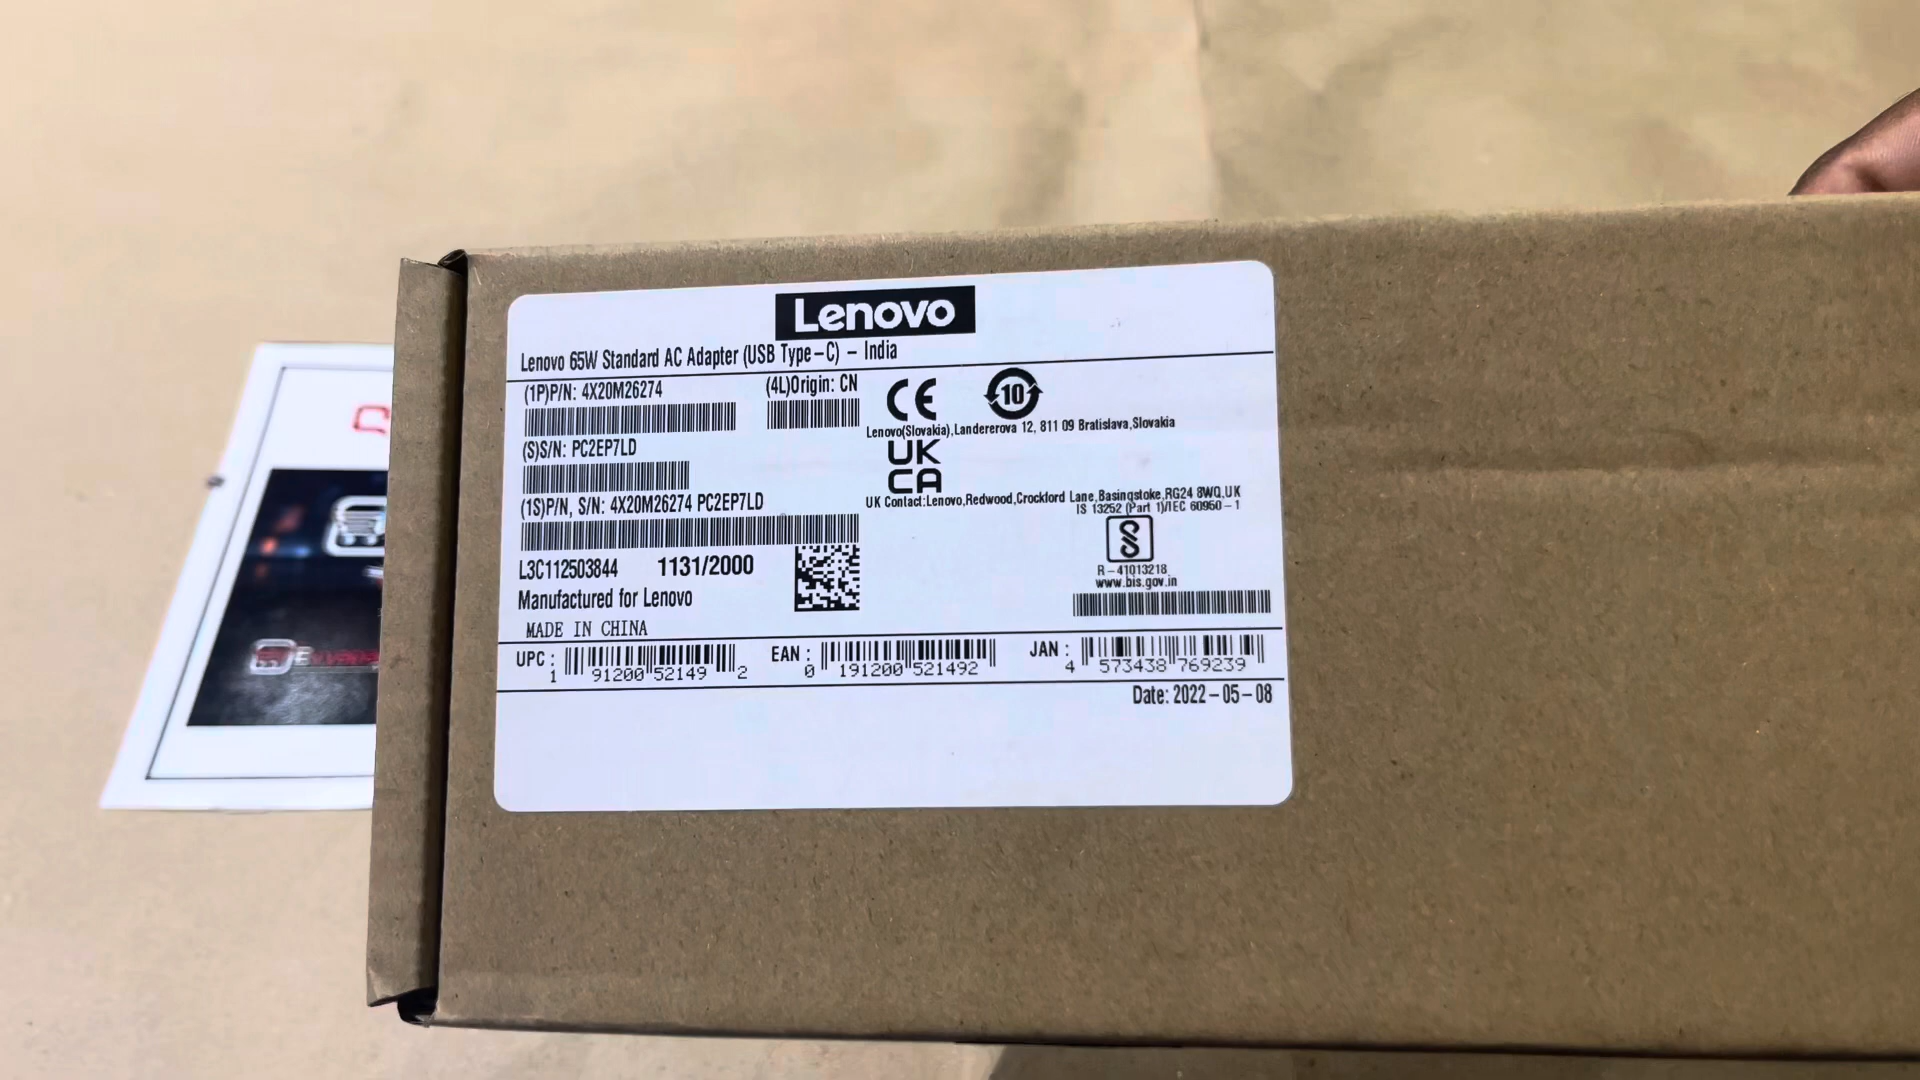 Lenovo
Lenovo 65W Standard AC Adapter (USB Type-C) - India
(1P)P/N: 4X20M26274
(4L)Origin: CN
(S)S/N: PC2EP7LD
(1S)P/N, S/N: 4X20M26274 PC2EP7LD
L3C112503844 1131/2000
Manufactured for Lenovo
MADE IN CHINA
CE
10
Lenovo(Slovakia),Landererova 12, 811 09 Bratislava,Slovakia
UK
CA
UK Contact:Lenovo,Redwood,Crockford Lane,Basingstoke,RG24 8WQ,UK
IS 13252 (Part 1)/IEC 60950-1
R-41013218
www.bis.gov.in
UPC: 1 91200 52149 2
EAN: 0 191200 521492
JAN: 4 573438 769239
Date: 2022-05-08